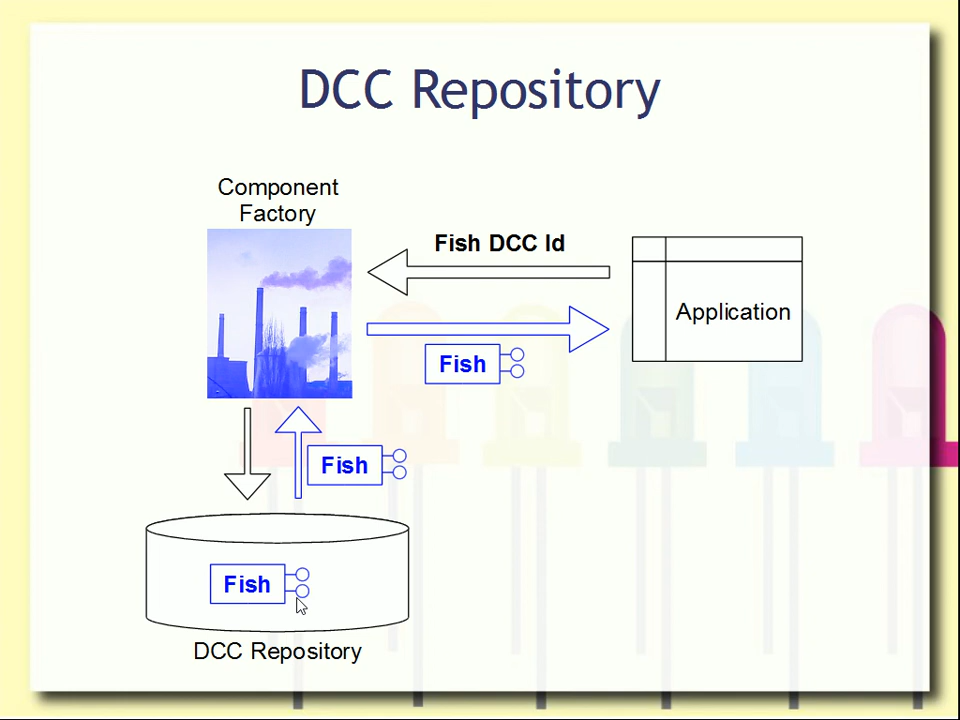 DCC Repository
Component
Factory
Fish DCC Id
Application
Fish
Fish
Fish
DCC Repository